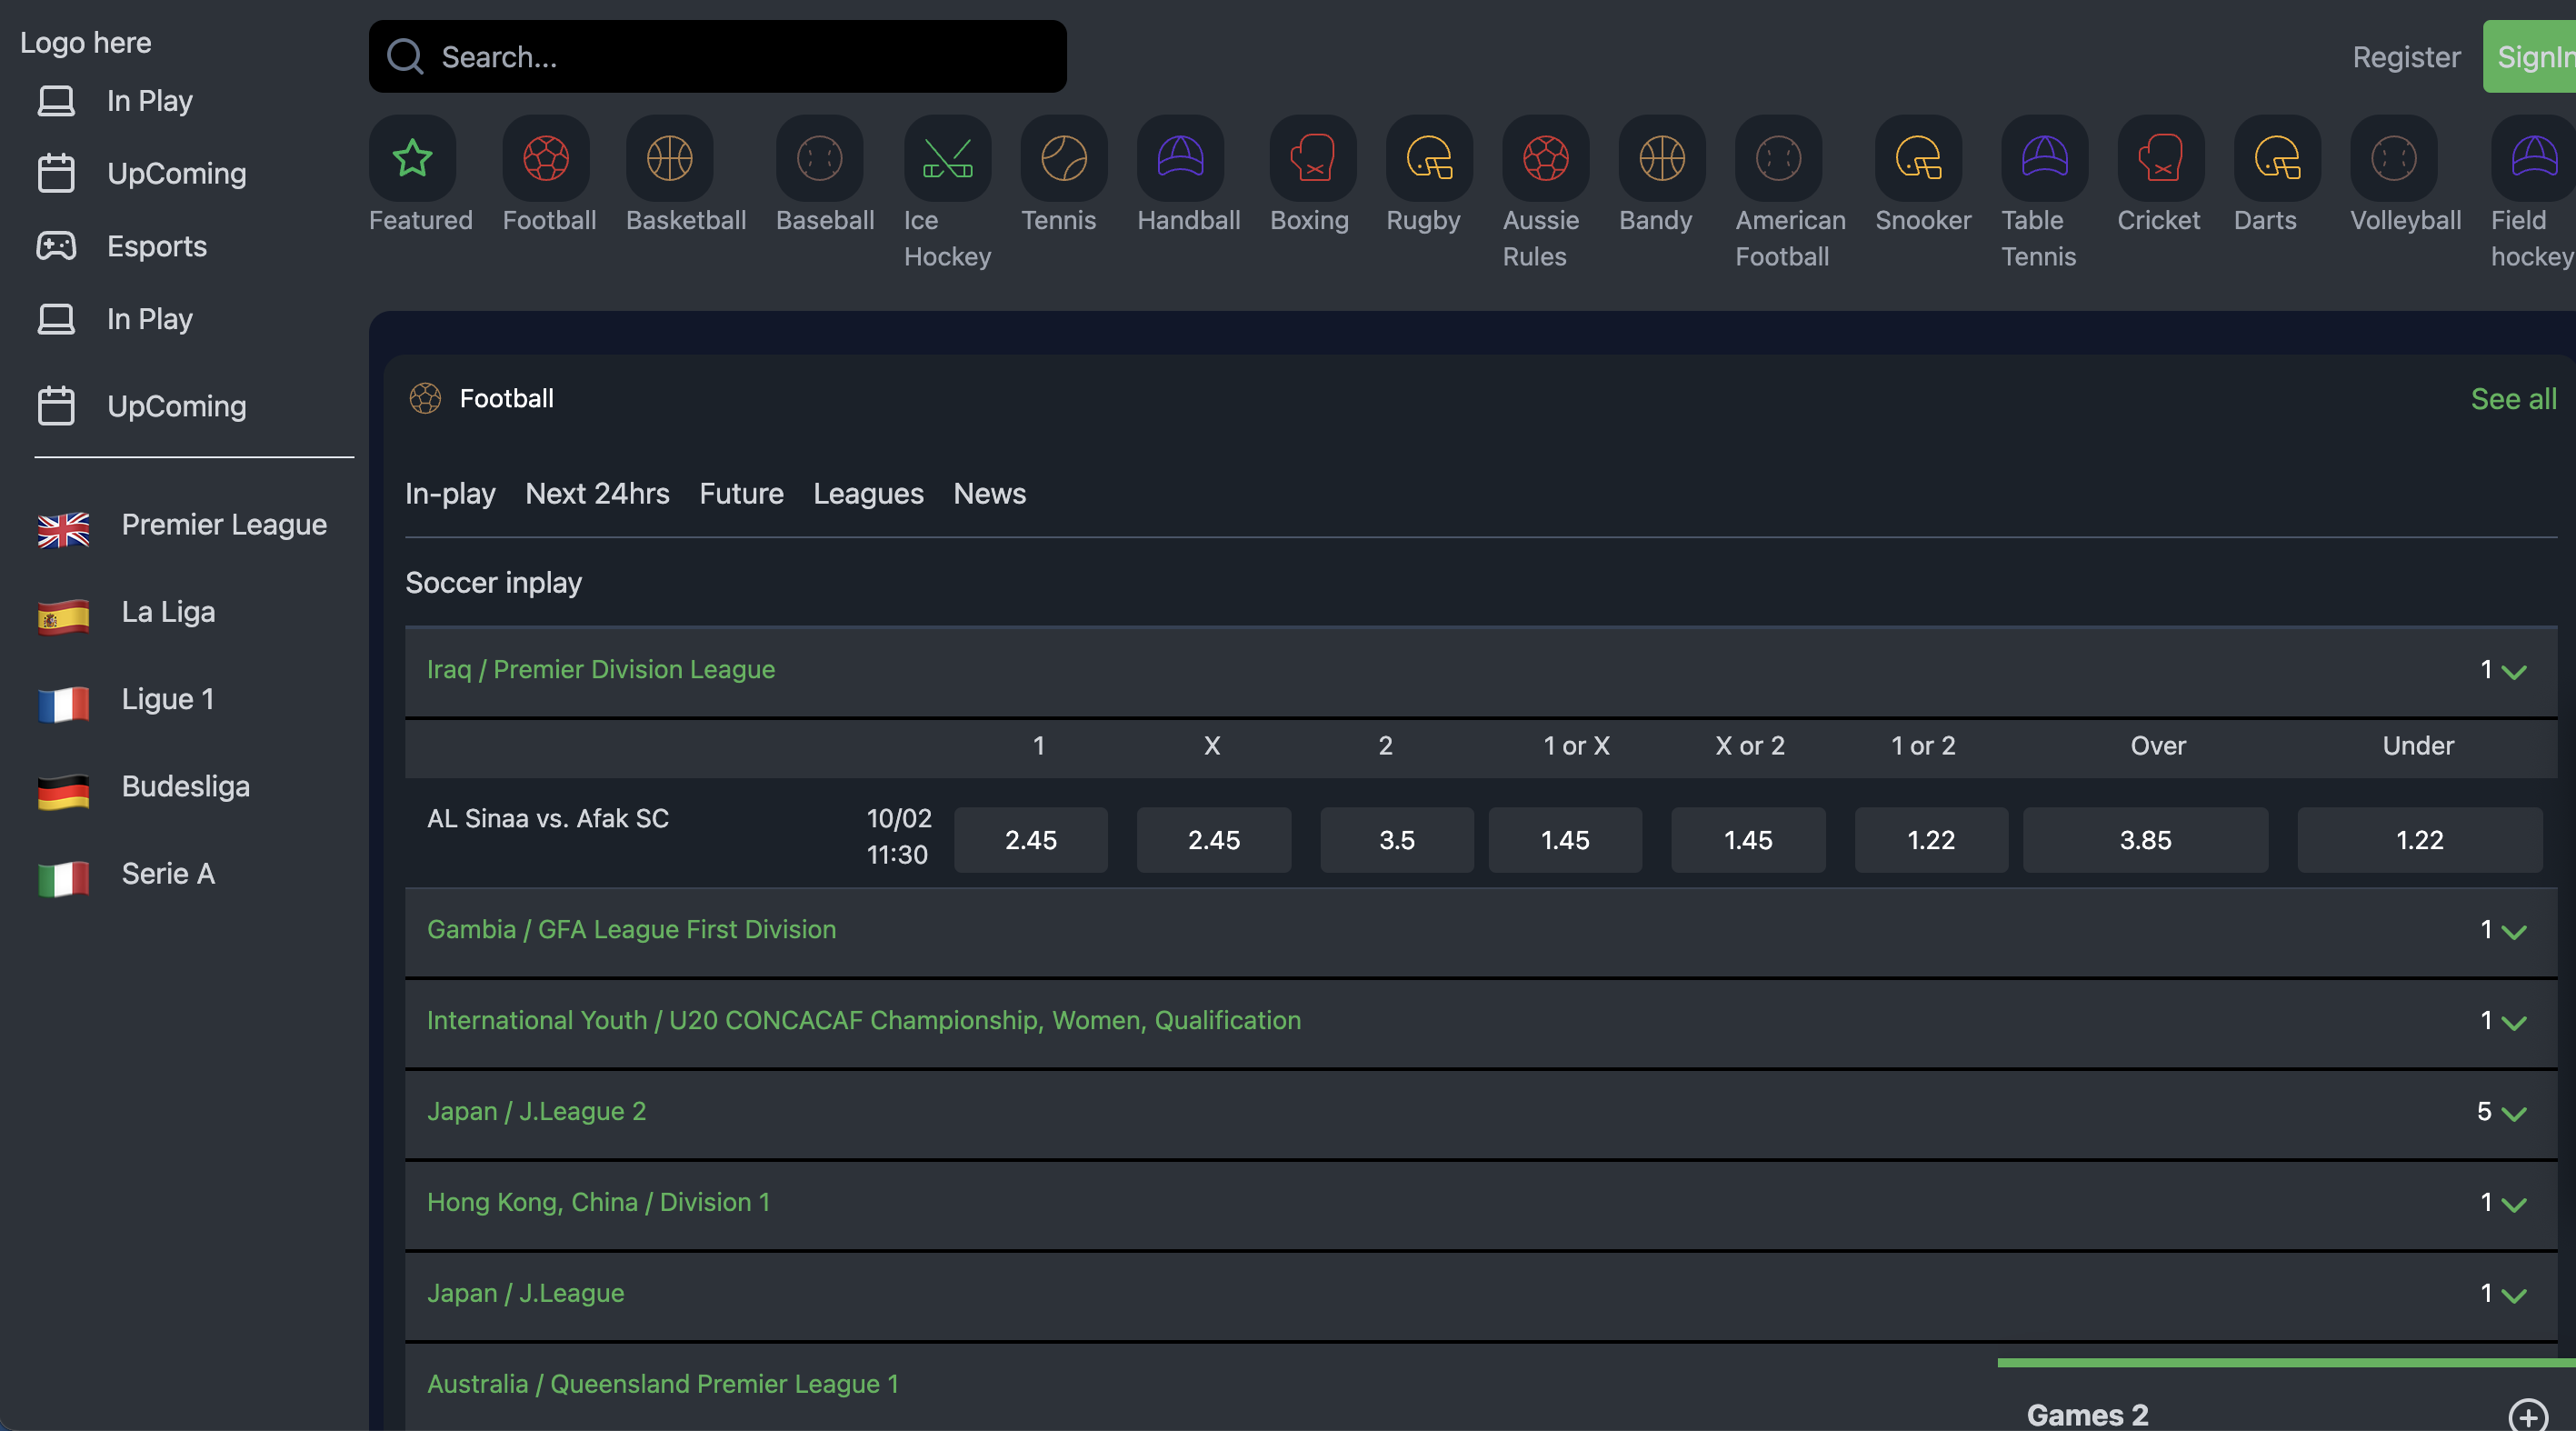 Logo here
In Play
UpComing
Esports
In Play
UpComing
Premier League
La Liga
Ligue 1
Budesliga
Serie A
Search...
Register
SignIn
Featured
Football
Basketball
Baseball
Ice
Hockey
Tennis
Handball
Boxing
Rugby
Aussie
Rules
Bandy
American
Football
Snooker
Table
Tennis
Cricket
Darts
Volleyball
Field
hockey
Football
See all
In-play Next 24hrs Future Leagues News
Soccer inplay
Iraq / Premier Division League 1
1 X 2 1 or X X or 2 1 or 2 Over Under
AL Sinaa vs. Afak SC
10/02
11:30
2.45 2.45 3.5 1.45 1.45 1.22 3.85 1.22
Gambia / GFA League First Division 1
International Youth / U20 CONCACAF Championship, Women, Qualification 1
Japan / J.League 2 5
Hong Kong, China / Division 1 1
Japan / J.League 1
Australia / Queensland Premier League 1
Games 2